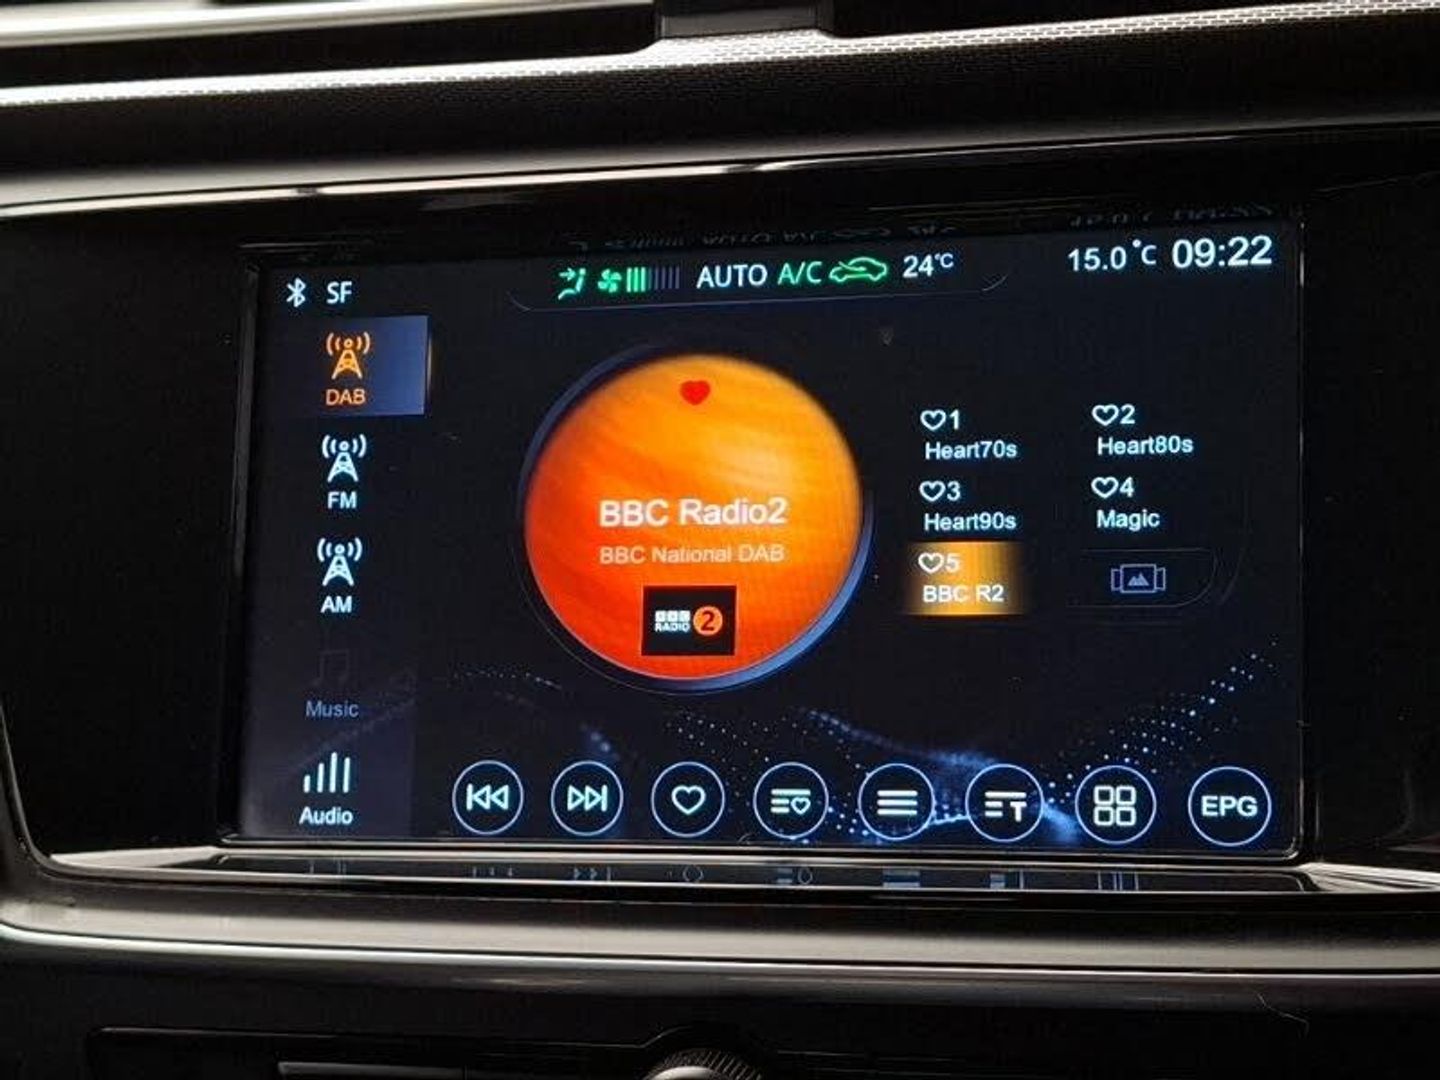 SF
AUTO A/C 24°C
15.0°C 09:22
DAB
FM
AM
Music
Audio
BBC Radio2
BBC National DAB
BBC
RADIO 2
1
Heart70s
2
Heart80s
3
Heart90s
4
Magic
5
BBC R2
T
EPG